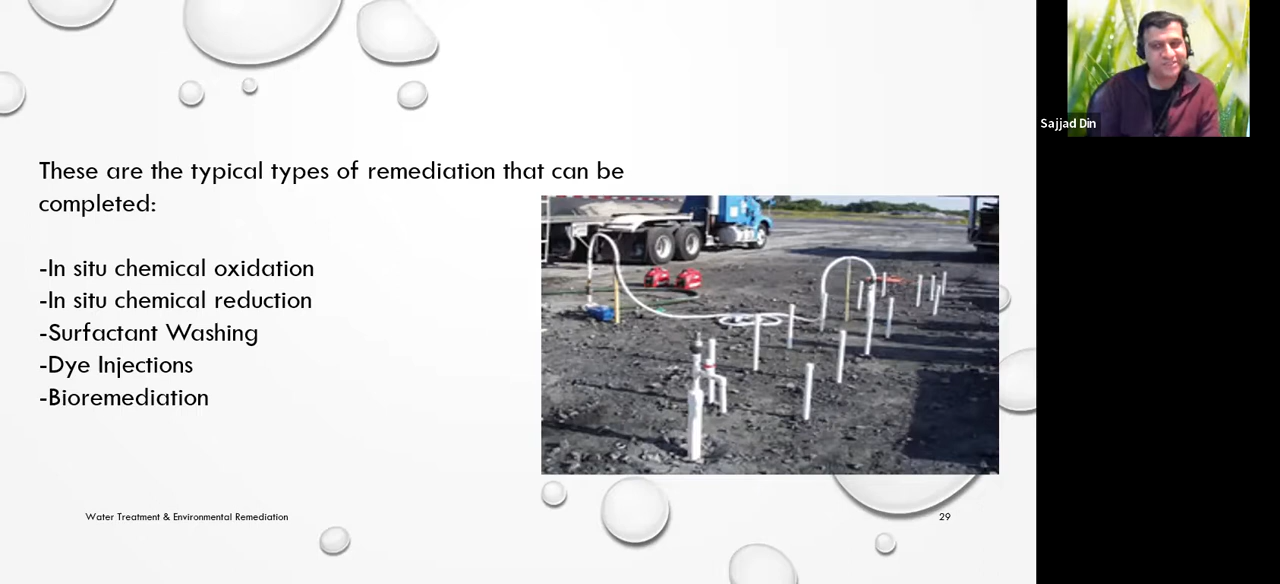 These are the typical types of remediation that can be
completed:
-In situ chemical oxidation
-In situ chemical reduction
-Surfactant Washing
-Dye Injections
-Bioremediation
Water Treatment & Environmental Remediation
29
Sajjad Din